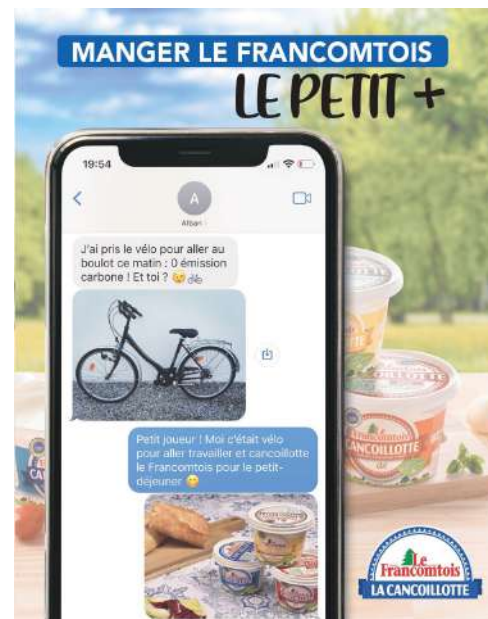 MANGER LE FRANCOMTOIS
LE PETIT +
19:54
A
Alban
J'ai pris le vélo pour aller au
boulot ce matin : 0 émission
carbone ! Et toi ? 😉🚲
Petit joueur ! Moi c'était vélo
pour aller travailler et cancoillotte
le Francomtois pour le petit-
déjeuner 😋
CANCOILLOTTE
Le
Francomtois
LA CANCOILLOTTE